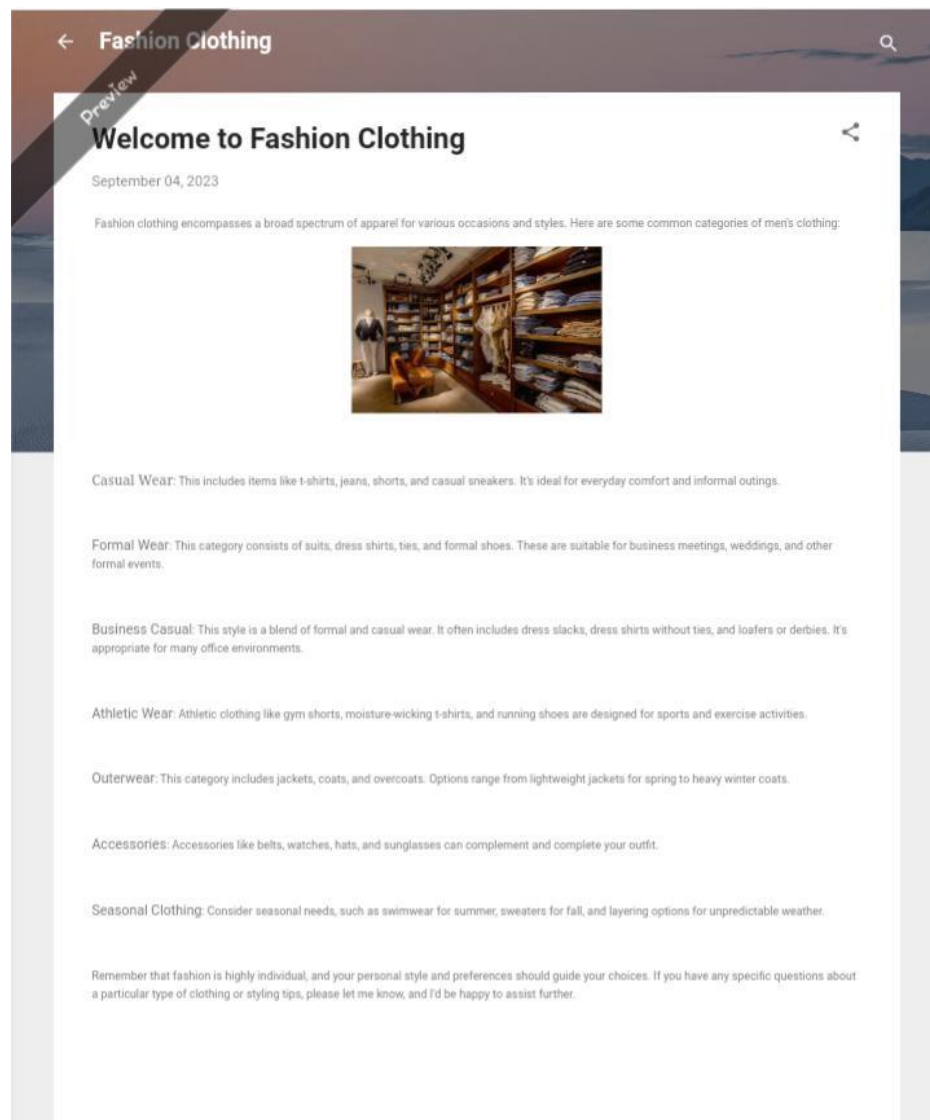 Fashion Clothing
Preview
Welcome to Fashion Clothing
September 04, 2023
Fashion clothing encompasses a broad spectrum of apparel for various occasions and styles. Here are some common categories of men's clothing:
Casual Wear: This includes items like t-shirts, jeans, shorts, and casual sneakers. It's ideal for everyday comfort and informal outings.
Formal Wear: This category consists of suits, dress shirts, ties, and formal shoes. These are suitable for business meetings, weddings, and other
formal events.
Business Casual: This style is a blend of formal and casual wear. It often includes dress slacks, dress shirts without ties, and loafers or derbies. It's
appropriate for many office environments.
Athletic Wear: Athletic clothing like gym shorts, moisture-wicking t-shirts, and running shoes are designed for sports and exercise activities.
Outerwear: This category includes jackets, coats, and overcoats. Options range from lightweight jackets for spring to heavy winter coats.
Accessories: Accessories like belts, watches, hats, and sunglasses can complement and complete your outfit.
Seasonal Clothing: Consider seasonal needs, such as swimwear for summer, sweaters for fall, and layering options for unpredictable weather.
Remember that fashion is highly individual, and your personal style and preferences should guide your choices. If you have any specific questions about
a particular type of clothing or styling tips, please let me know, and I'd be happy to assist further.